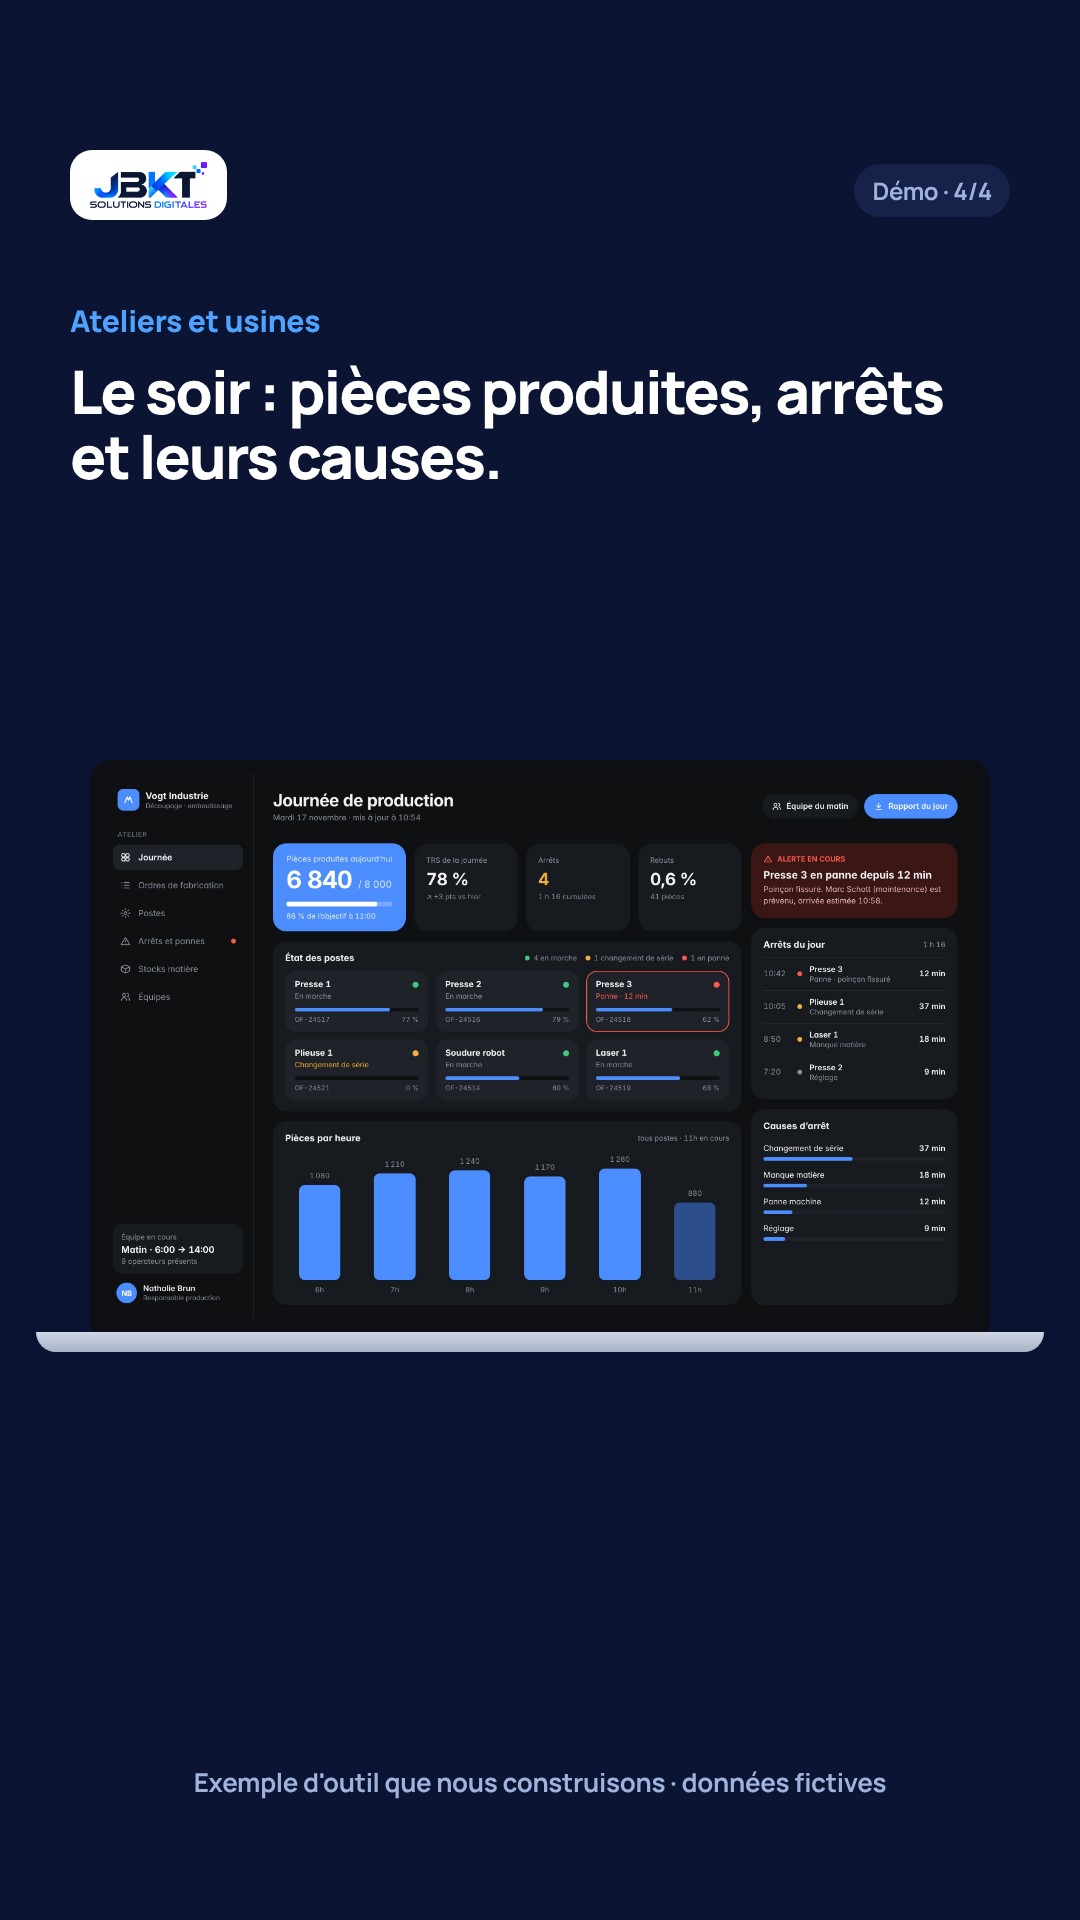 JBKT
SOLUTIONS DIGITALES
Démo · 4/4
Ateliers et usines
Le soir : pièces produites, arrêts
et leurs causes.
Vogt Industrie
Découpage · emboutissage
ATELIER
Journée
Ordres de fabrication
Postes
Arrêts et pannes
Stocks matière
Équipes
Équipe en cours
Matin · 6:00 → 14:00
9 opérateurs présents
NB
Nathalie Brun
Responsable production
Journée de production
Mardi 17 novembre · mis à jour à 10:54
Équipe du matin
Rapport du jour
Pièces produites aujourd'hui
6 840 / 8 000
86 % de l'objectif à 11:00
TRS de la journée
78 %
↗ +3 pts vs hier
Arrêts
4
1 h 16 cumulées
Rebuts
0,6 %
41 pièces
État des postes
4 en marche
1 changement de série
1 en panne
Presse 1
En marche
OF-24517
77 %
Presse 2
En marche
OF-24516
79 %
Presse 3
Panne · 12 min
OF-24518
62 %
Plieuse 1
Changement de série
OF-24521
0 %
Soudure robot
En marche
OF-24514
60 %
Laser 1
En marche
OF-24519
68 %
Pièces par heure
tous postes · 11h en cours
1 080
1 210
1 240
1 170
1 260
880
6h
7h
8h
9h
10h
11h
ALERTE EN COURS
Presse 3 en panne depuis 12 min
Poinçon fissuré. Marc Schott (maintenance) est
prévenu, arrivée estimée 10:58.
Arrêts du jour
1 h 16
10:42
Presse 3
Panne · poinçon fissuré
12 min
10:05
Plieuse 1
Changement de série
37 min
8:50
Laser 1
Manque matière
18 min
7:20
Presse 2
Réglage
9 min
Causes d'arrêt
Changement de série
37 min
Manque matière
18 min
Panne machine
12 min
Réglage
9 min
Exemple d'outil que nous construisons · données fictives